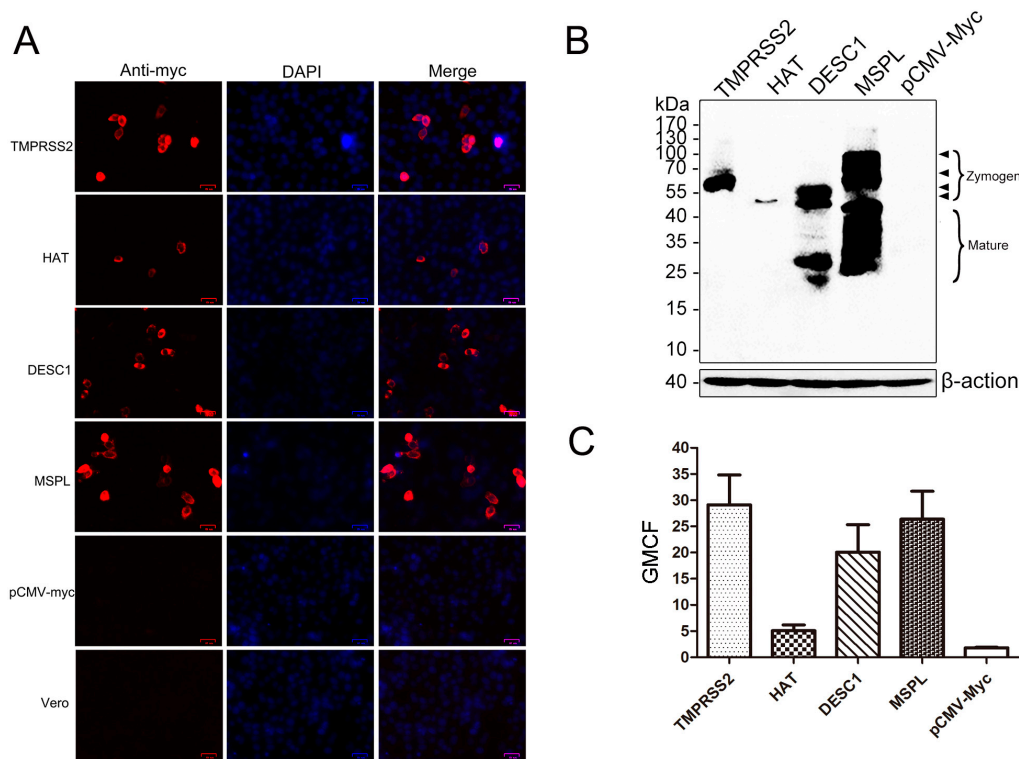 A
Anti-myc DAPI Merge
TMPRSS2
HAT
DESC1
MSPL
pCMV-myc
Vero
B
TMPRSS2 HAT DESC1 MSPL pCMV-Myc
kDa
170
130
100
70
55
40
35
25
15
10
Zymogen
Mature
40 β-action
C
GMCF
40
35
30
25
20
15
10
5
0
TMPRSS2 HAT DESC1 MSPL pCMV-Myc